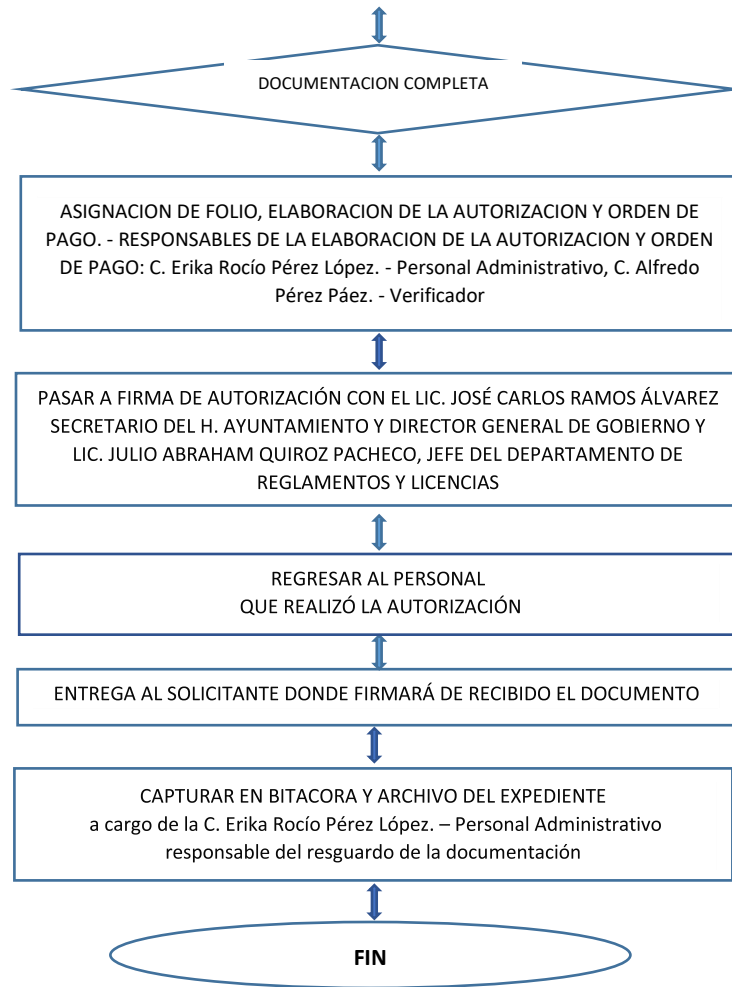 DOCUMENTACION COMPLETA
ASIGNACION DE FOLIO, ELABORACION DE LA AUTORIZACION Y ORDEN DE
PAGO. - RESPONSABLES DE LA ELABORACION DE LA AUTORIZACION Y ORDEN
DE PAGO: C. Erika Rocío Pérez López. - Personal Administrativo, C. Alfredo
Pérez Páez. - Verificador
PASAR A FIRMA DE AUTORIZACIÓN CON EL LIC. JOSÉ CARLOS RAMOS ÁLVAREZ
SECRETARIO DEL H. AYUNTAMIENTO Y DIRECTOR GENERAL DE GOBIERNO Y
LIC. JULIO ABRAHAM QUIROZ PACHECO, JEFE DEL DEPARTAMENTO DE
REGLAMENTOS Y LICENCIAS
REGRESAR AL PERSONAL
QUE REALIZÓ LA AUTORIZACIÓN
ENTREGA AL SOLICITANTE DONDE FIRMARÁ DE RECIBIDO EL DOCUMENTO
CAPTURAR EN BITACORA Y ARCHIVO DEL EXPEDIENTE
a cargo de la C. Erika Rocío Pérez López. – Personal Administrativo
responsable del resguardo de la documentación
FIN